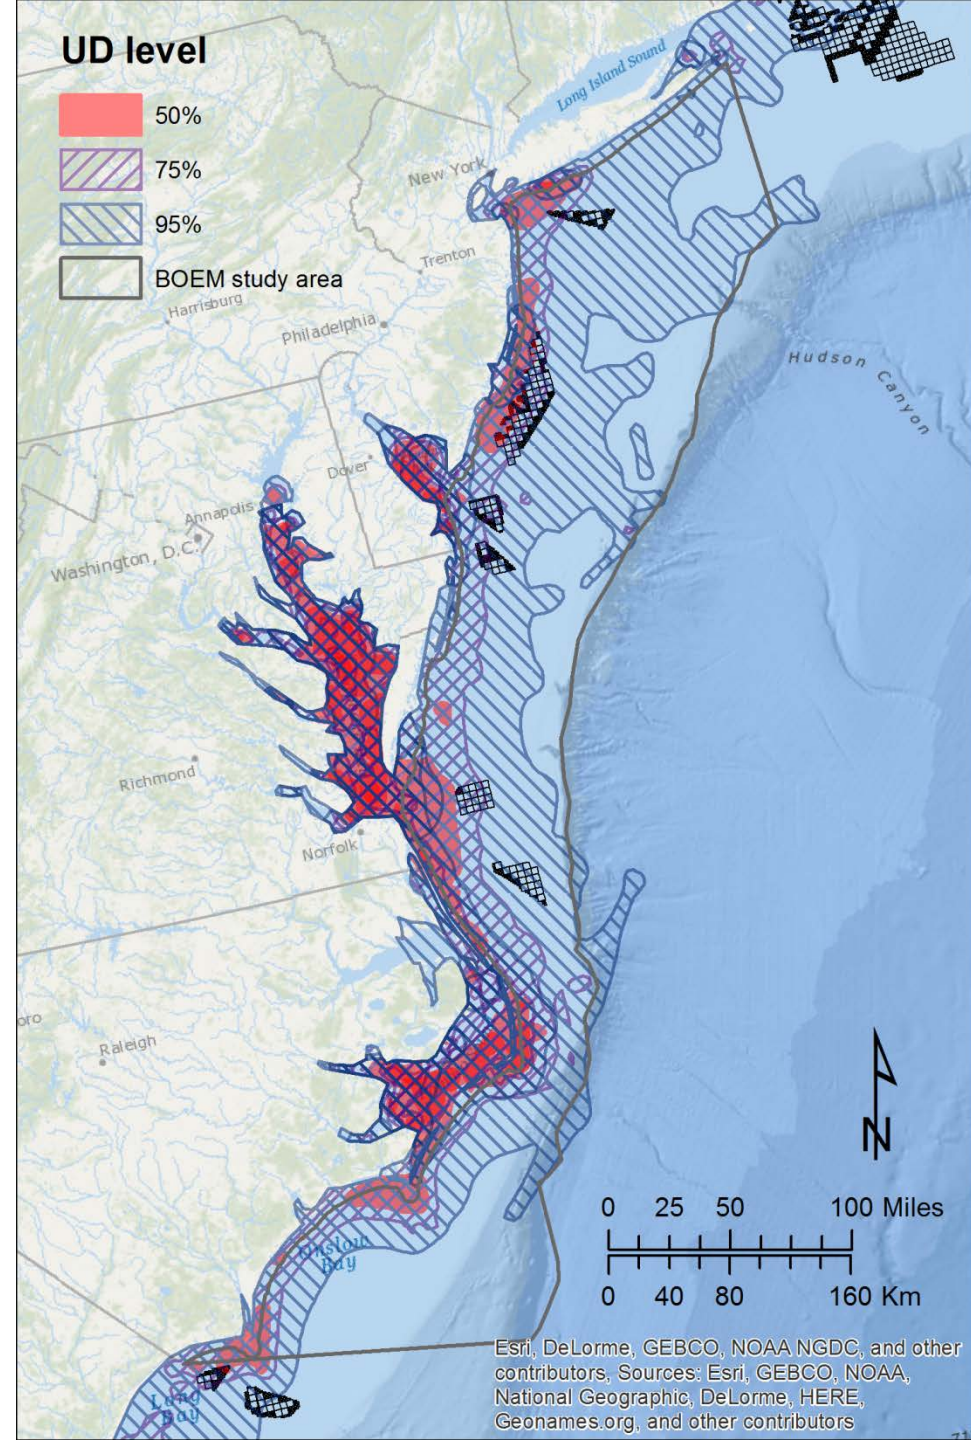 UD level
50%
75%
95%
BOEM study area
Long Island Sound
New York
Trenton
Harrisburg
Philadelphia
Hudson Canyon
Dover
Annapolis
Washington, D.C.
Richmond
Norfolk
oro
Raleigh
N
0 25 50 100 Miles
0 40 80 160 Km
Onslow
Bay
Long
Bay
Esri, DeLorme, GEBCO, NOAA NGDC, and other
contributors, Sources: Esri, GEBCO, NOAA,
National Geographic, DeLorme, HERE,
Geonames.org, and other contributors